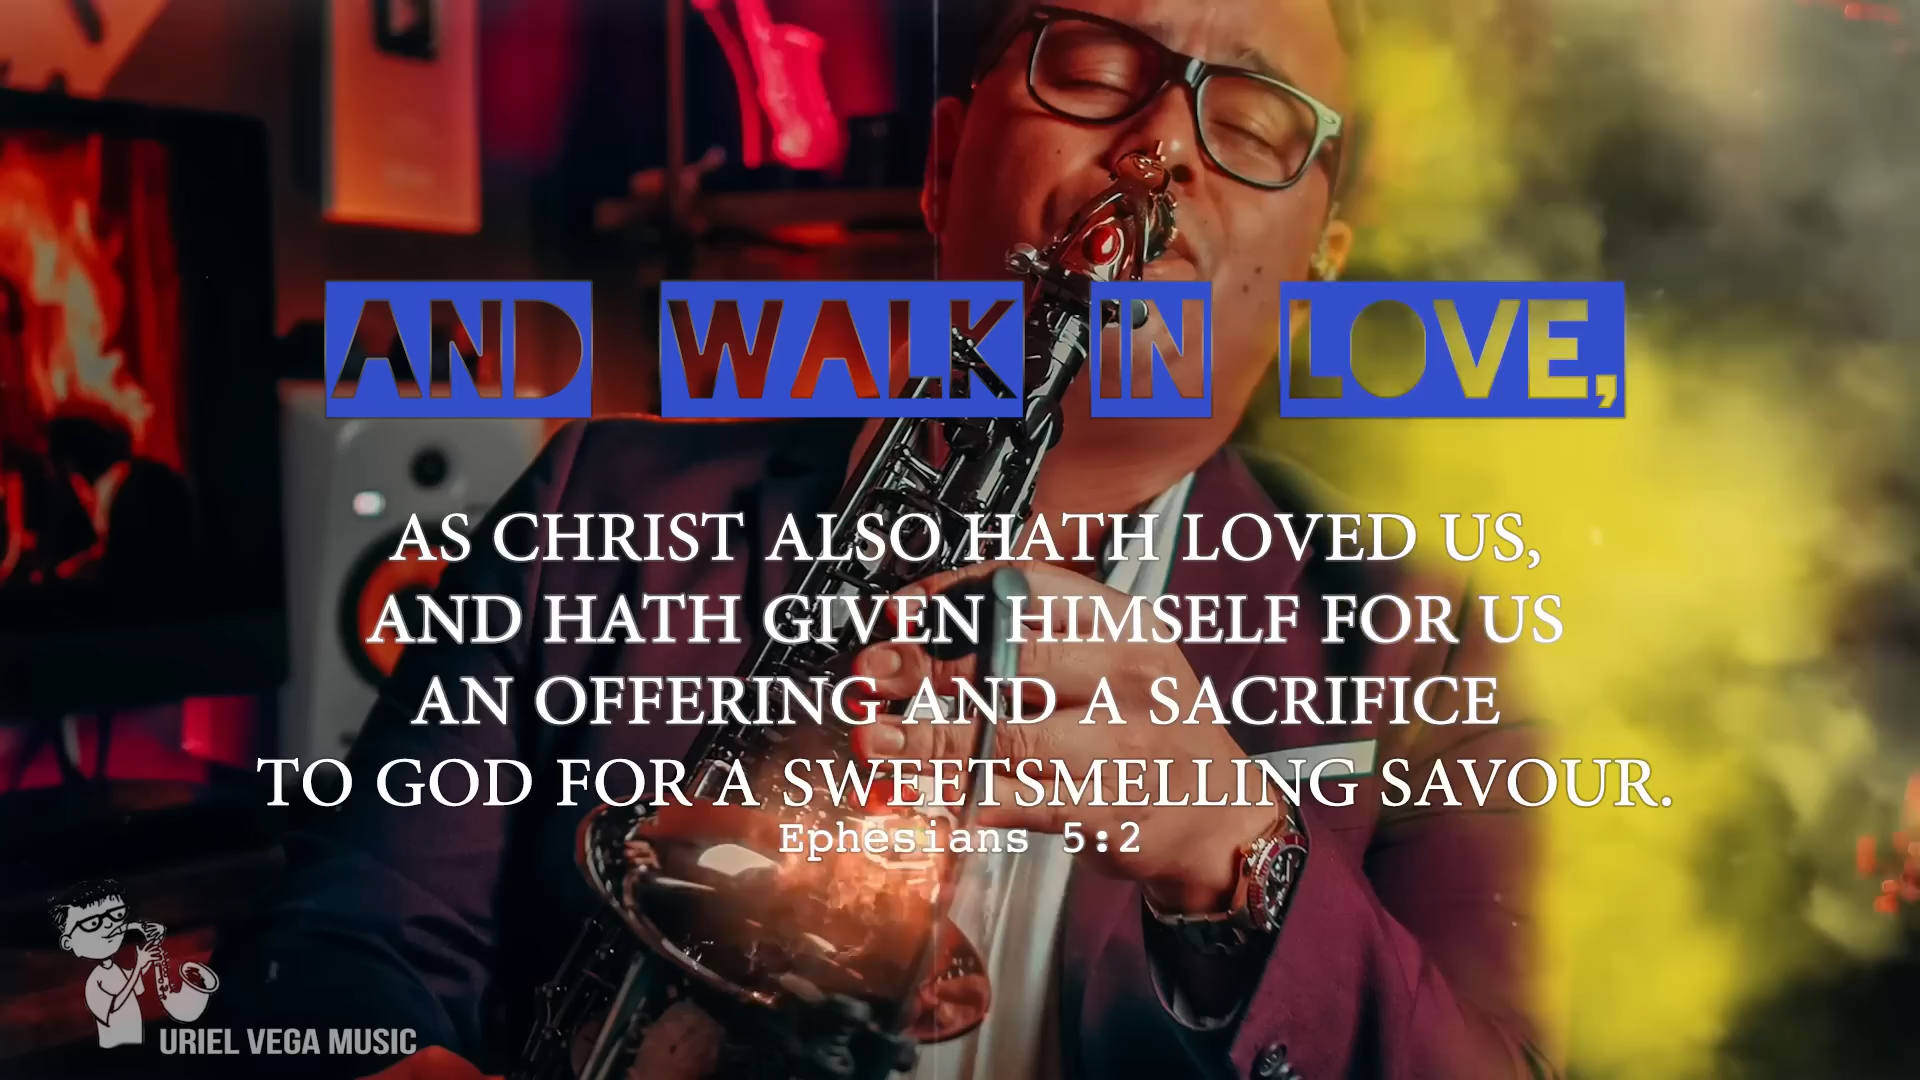 AND WALK IN LOVE,
AS CHRIST ALSO HATH LOVED US,
AND HATH GIVEN HIMSELF FOR US
AN OFFERING AND A SACRIFICE
TO GOD FOR A SWEETSMELLING SAVOUR.
Ephesians 5:2
URIEL VEGA MUSIC